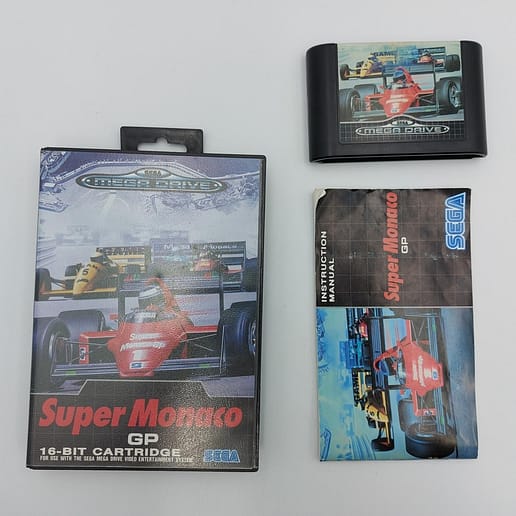 SEGA
MEGA DRIVE
Super Monaco
GP
16-BIT CARTRIDGE
FOR USE WITH THE SEGA MEGA DRIVE VIDEO ENTERTAINMENT SYSTEM
SEGA
MEGA DRIVE
INSTRUCTION
MANUAL
Super Monaco
GP
SEGA